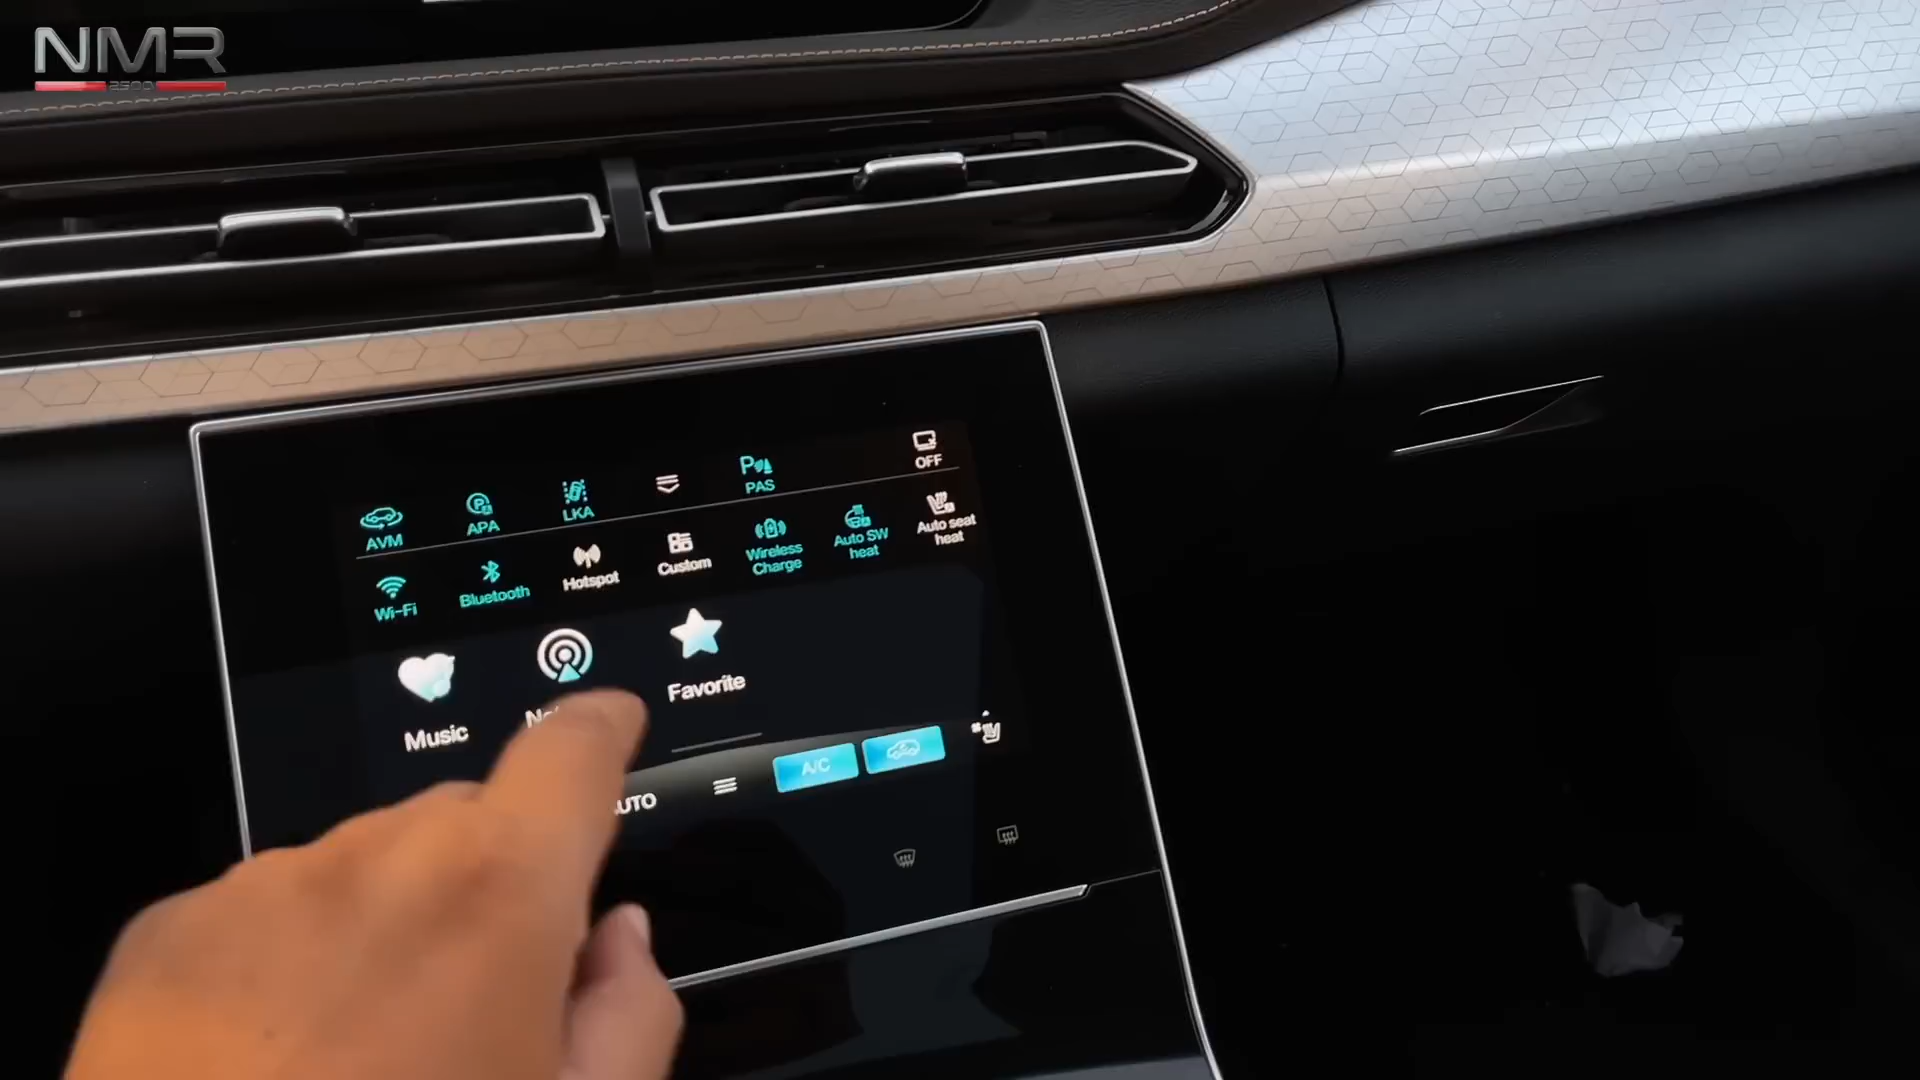 NMR
2500
OFF
PAS
LKA
APA
AVM
Auto seat
heat
Auto SW
heat
Wireless
Charge
Custom
Hotspot
Bluetooth
Wi-Fi
Favorite
Music
A/C